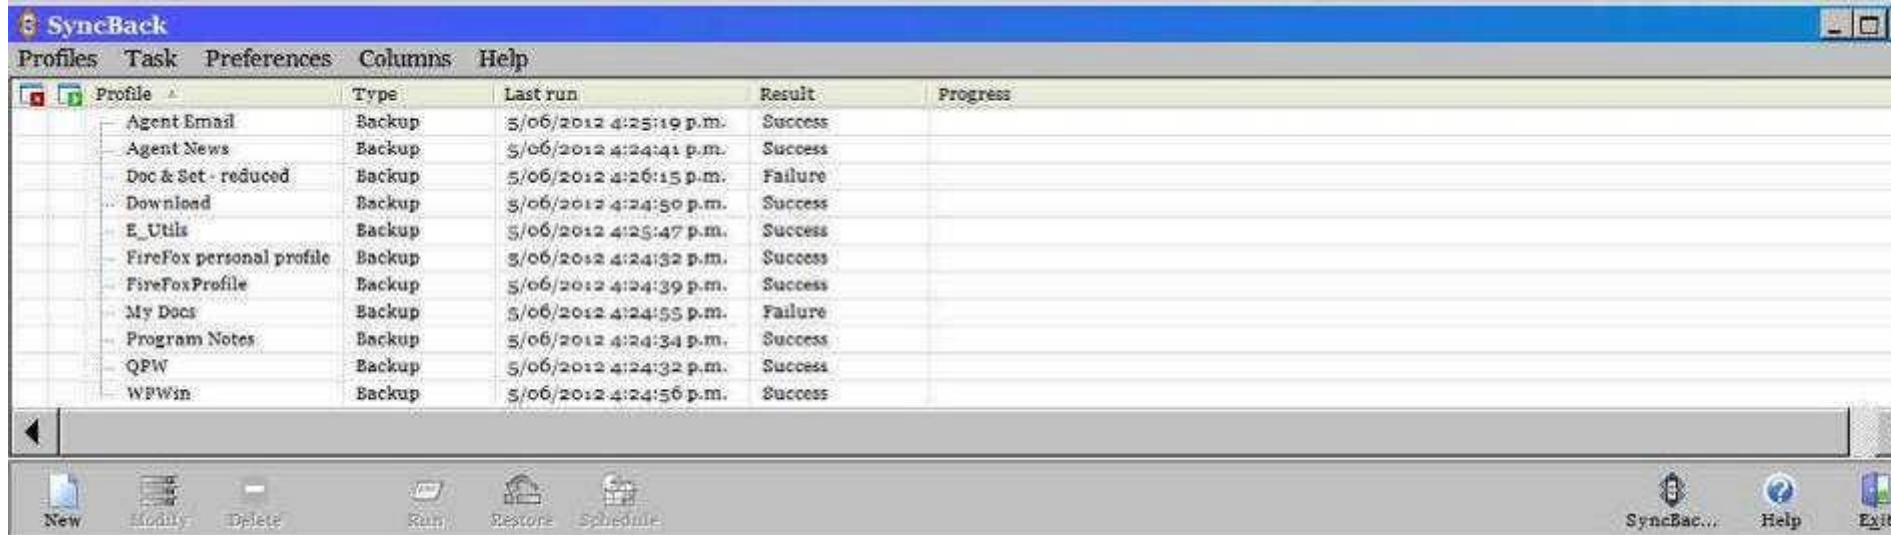 SyncBack
Profiles Task Preferences Columns Help
Profile Type Last run Result Progress
Agent Email Backup 5/06/2012 4:25:19 p.m. Success
Agent News Backup 5/06/2012 4:24:41 p.m. Success
Doc & Set - reduced Backup 5/06/2012 4:26:15 p.m. Failure
Download Backup 5/06/2012 4:24:50 p.m. Success
E_Utils Backup 5/06/2012 4:25:47 p.m. Success
FireFox personal profile Backup 5/06/2012 4:24:32 p.m. Success
FireFoxProfile Backup 5/06/2012 4:24:39 p.m. Success
My Docs Backup 5/06/2012 4:24:55 p.m. Failure
Program Notes Backup 5/06/2012 4:24:34 p.m. Success
QPW Backup 5/06/2012 4:24:32 p.m. Success
WPWin Backup 5/06/2012 4:24:56 p.m. Success
New Modify Delete Run Restore Schedule SyncBac... Help Exit